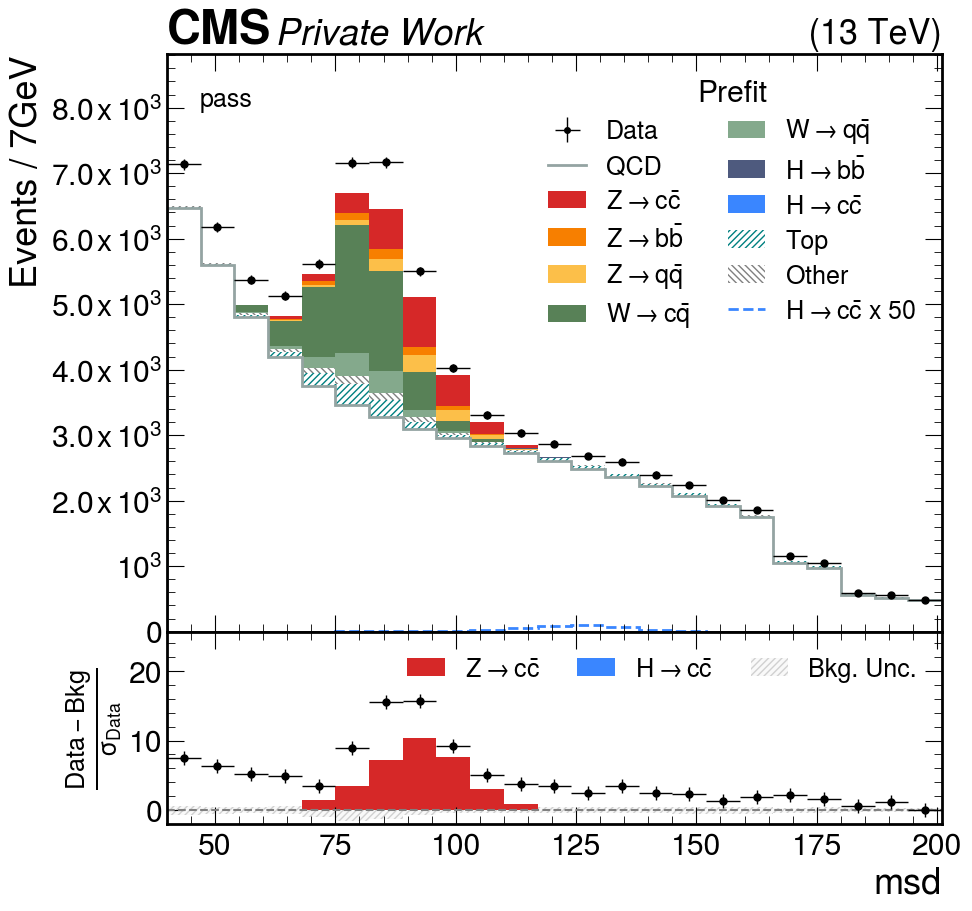 CMS Private Work (13 TeV)
Events / 7GeV
pass
Prefit
Data
QCD
Z→cc̄
Z→bb̄
Z→qq̄
W→cq̄
W→qq̄
H→bb̄
H→cc̄
Top
Other
H→cc̄ x 50
8.0 x 10³
7.0 x 10³
6.0 x 10³
5.0 x 10³
4.0 x 10³
3.0 x 10³
2.0 x 10³
10³
0
Z→cc̄ H→cc̄ Bkg. Unc.
Data – Bkg
σData
20
10
0
50 75 100 125 150 175 200
msd